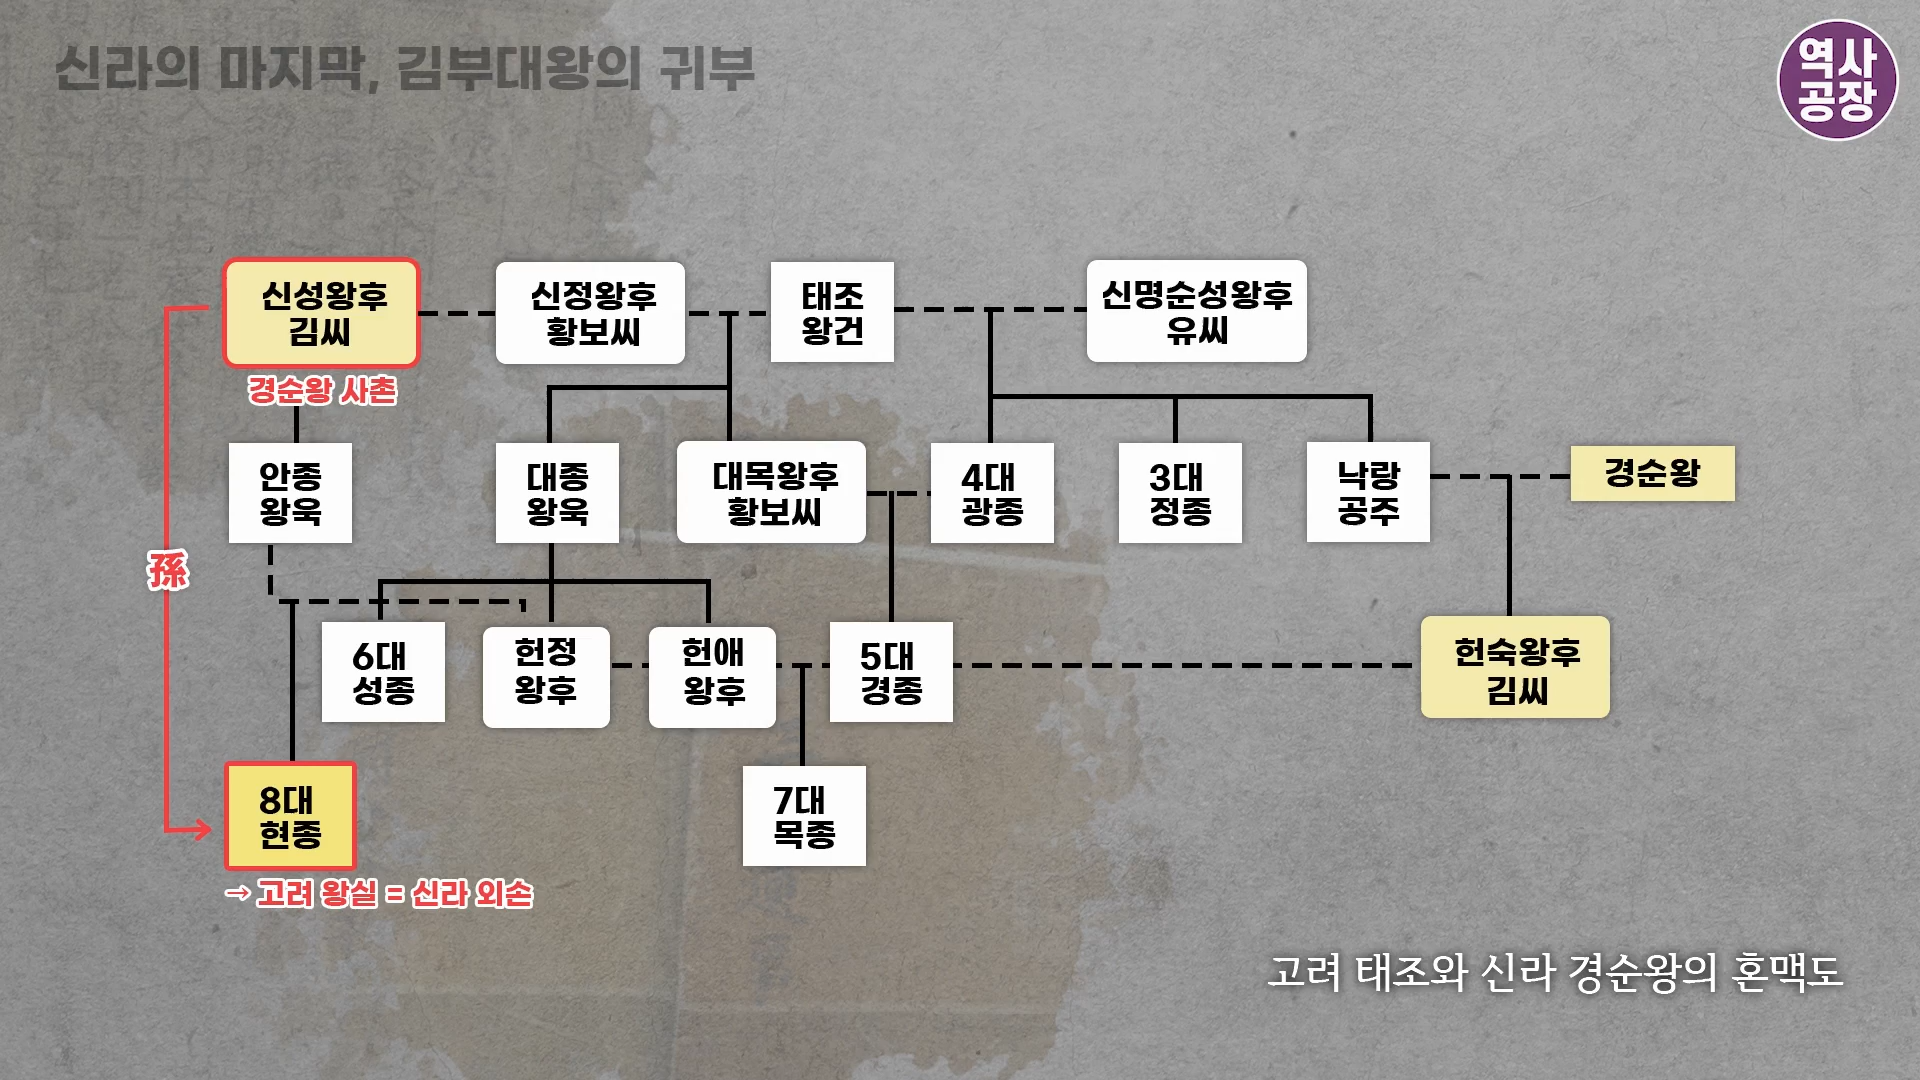 신라의 마지막, 김부대왕의 귀부
역사
공장
신성왕후
김씨
신정왕후
황보씨
태조
왕건
신명순성왕후
유씨
경순왕 사촌
안종
왕욱
대종
왕욱
대목왕후
황보씨
4대
광종
3대
정종
낙랑
공주
경순왕
孫
6대
성종
헌정
왕후
헌애
왕후
5대
경종
헌숙왕후
김씨
8대
현종
7대
목종
→ 고려 왕실 = 신라 외손
고려 태조와 신라 경순왕의 혼맥도